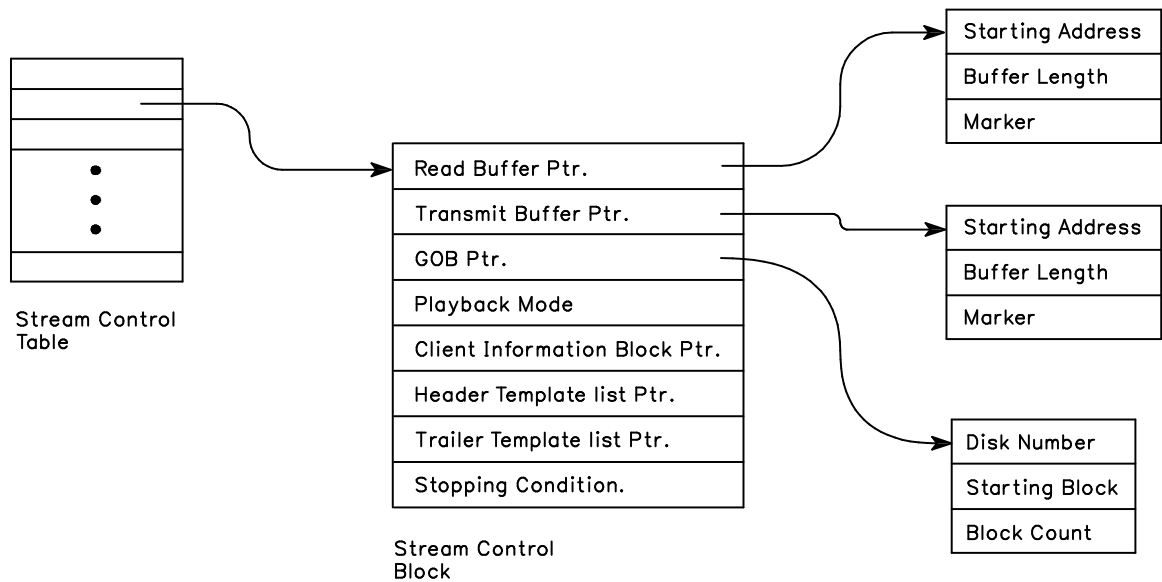 Stream Control
Table
Read Buffer Ptr.
Transmit Buffer Ptr.
GOB Ptr.
Playback Mode
Client Information Block Ptr.
Header Template list Ptr.
Trailer Template list Ptr.
Stopping Condition.
Stream Control
Block
Starting Address
Buffer Length
Marker
Starting Address
Buffer Length
Marker
Disk Number
Starting Block
Block Count